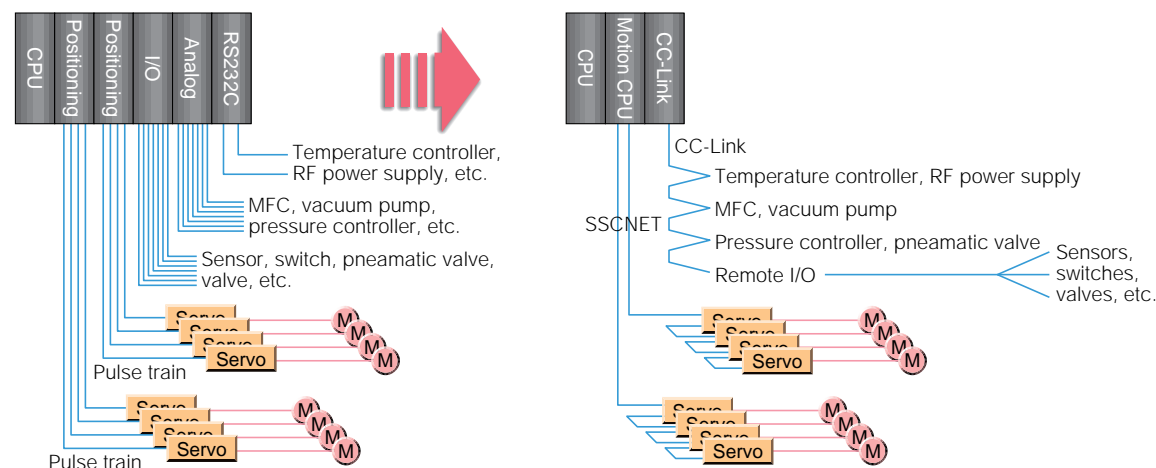 CPU
Positioning
Positioning
I/O
Analog
RS232C
Temperature controller,
RF power supply, etc.
MFC, vacuum pump,
pressure controller, etc.
Sensor, switch, pneamatic valve,
valve, etc.
Servo
Servo
Servo
Servo
M
M
M
M
Pulse train
Servo
Servo
Servo
Servo
M
M
M
M
Pulse train
CPU
Motion CPU
CC-Link
CC-Link
Temperature controller, RF power supply
MFC, vacuum pump
SSCNET
Pressure controller, pneamatic valve
Remote I/O
Sensors,
switches,
valves, etc.
Servo
Servo
Servo
Servo
M
M
M
M
Servo
Servo
Servo
Servo
M
M
M
M